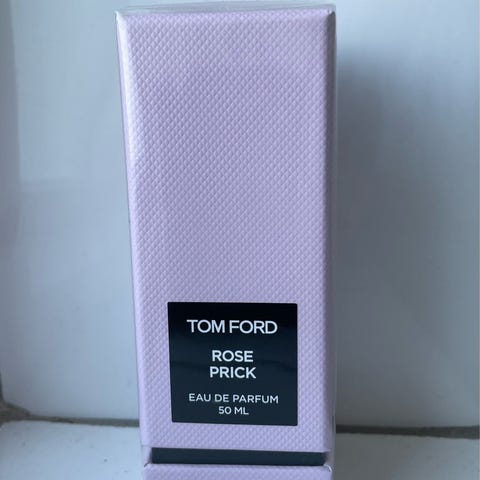 TOM FORD
ROSE
PRICK
EAU DE PARFUM
50 ML